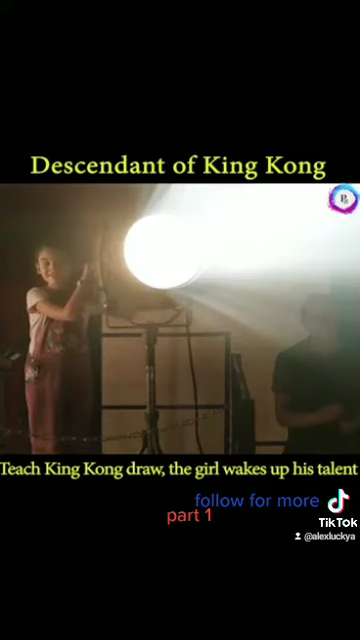 Descendant of King Kong
Teach King Kong draw, the girl wakes up his talent
follow for more
part 1
TikTok
@alexluckya